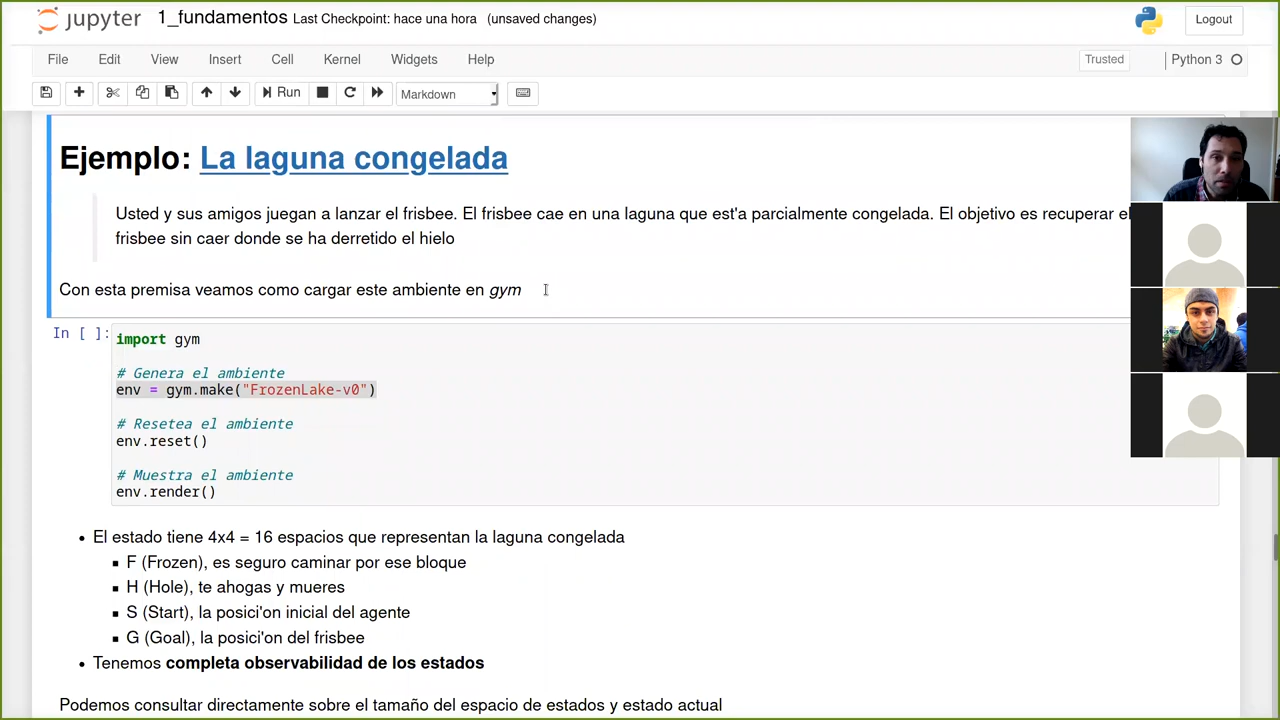 jupyter 1_fundamentos Last Checkpoint: hace una hora (unsaved changes) Logout
File Edit View Insert Cell Kernel Widgets Help Trusted Python 3
Run Markdown
Ejemplo: La laguna congelada
Usted y sus amigos juegan a lanzar el frisbee. El frisbee cae en una laguna que est'a parcialmente congelada. El objetivo es recuperar el
frisbee sin caer donde se ha derretido el hielo
Con esta premisa veamos como cargar este ambiente en gym
In [ ]: import gym
# Genera el ambiente
env = gym.make("FrozenLake-v0")
# Resetea el ambiente
env.reset()
# Muestra el ambiente
env.render()
• El estado tiene 4x4 = 16 espacios que representan la laguna congelada
▪ F (Frozen), es seguro caminar por ese bloque
▪ H (Hole), te ahogas y mueres
▪ S (Start), la posici'on inicial del agente
▪ G (Goal), la posici'on del frisbee
• Tenemos completa observabilidad de los estados
Podemos consultar directamente sobre el tamaño del espacio de estados y estado actual